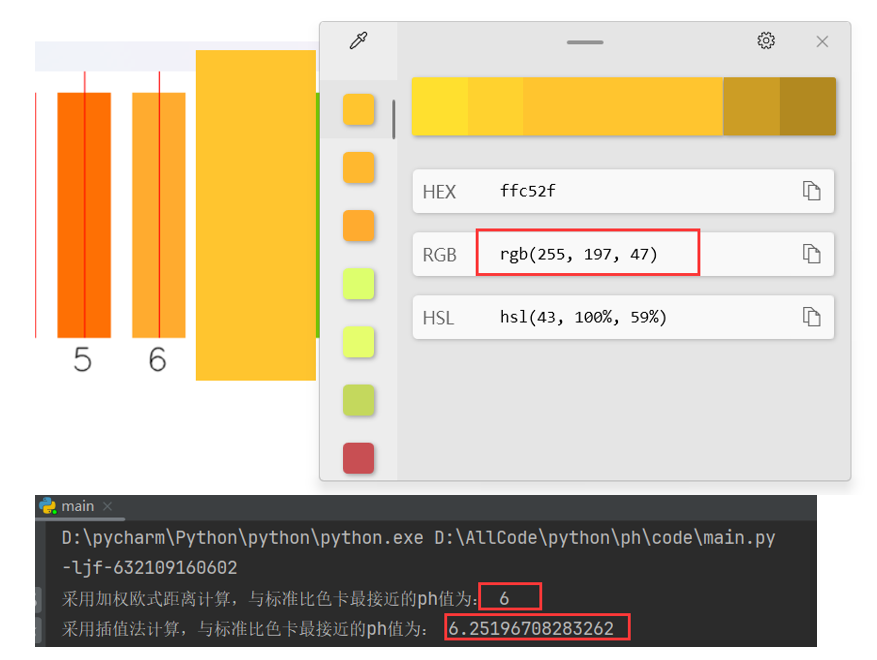 5
6
HEX
ffc52f
RGB
rgb(255, 197, 47)
HSL
hsl(43, 100%, 59%)
main
D:\pycharm\Python\python\python.exe D:\AllCode\python\ph\code\main.py
-ljf-632109160602
采用加权欧式距离计算，与标准比色卡最接近的ph值为： 6
采用插值法计算，与标准比色卡最接近的ph值为： 6.25196708283262